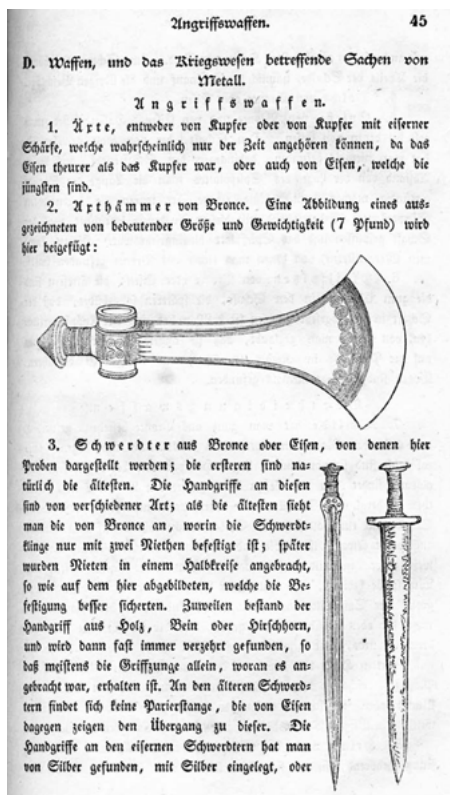 Angriffswaffen. 45
D. Waffen, und das Kriegswesen betreffende Sachen von
Metall.
Angriffswaffen.
1. Äxte, entweder von Kupfer oder von Kupfer mit eiserner
Schärfe, welche wahrscheinlich nur der Zeit angehören können, da das
Eisen theurer als das Kupfer war, oder auch von Eisen, welche die
jüngsten sind.
2. Axthämmer von Bronce. Eine Abbildung eines aus-
gezeichneten von bedeutender Größe und Gewichtigkeit (7 Pfund) wird
hier beigefügt:
3. Schwerdter aus Bronce oder Eisen, von denen hier
Proben dargestellt werden; die ersteren sind na-
türlich die ältesten. Die Handgriffe an diesen
sind von verschiedener Art; als die ältesten sieht
man die von Bronce an, worin die Schwerdt-
klinge nur mit zwei Niethen befestigt ist; später
wurden Nieten in einem Halbkreise angebracht,
so wie auf dem hier abgebildeten, welche die Be-
festigung besser sicherten. Zuweilen bestand der
Handgriff aus Holz, Bein oder Hirschhorn,
und wird dann fast immer verzehrt gefunden, so
daß meistens die Griffzunge allein, woran es an-
gebracht war, erhalten ist. An den älteren Schwerd-
tern findet sich keine Parierstange, die von Eisen
dagegen zeigen den Übergang zu dieser. Die
Handgriffe an den eisernen Schwerdtern hat man
von Silber gefunden, mit Silber eingelegt, oder